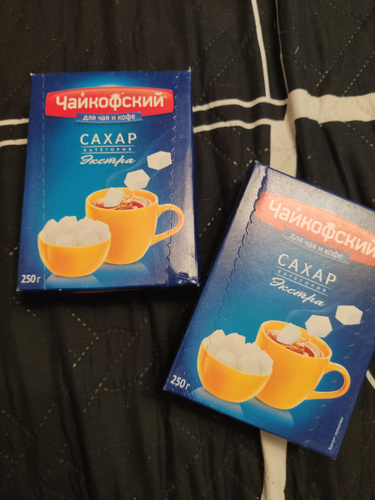 Чайкофский
для чая и кофе
САХАР
КАТЕГОРИЯ
Экстра
250 г
Чайкофский
для чая и кофе
САХАР
КАТЕГОРИЯ
Экстра
250 г